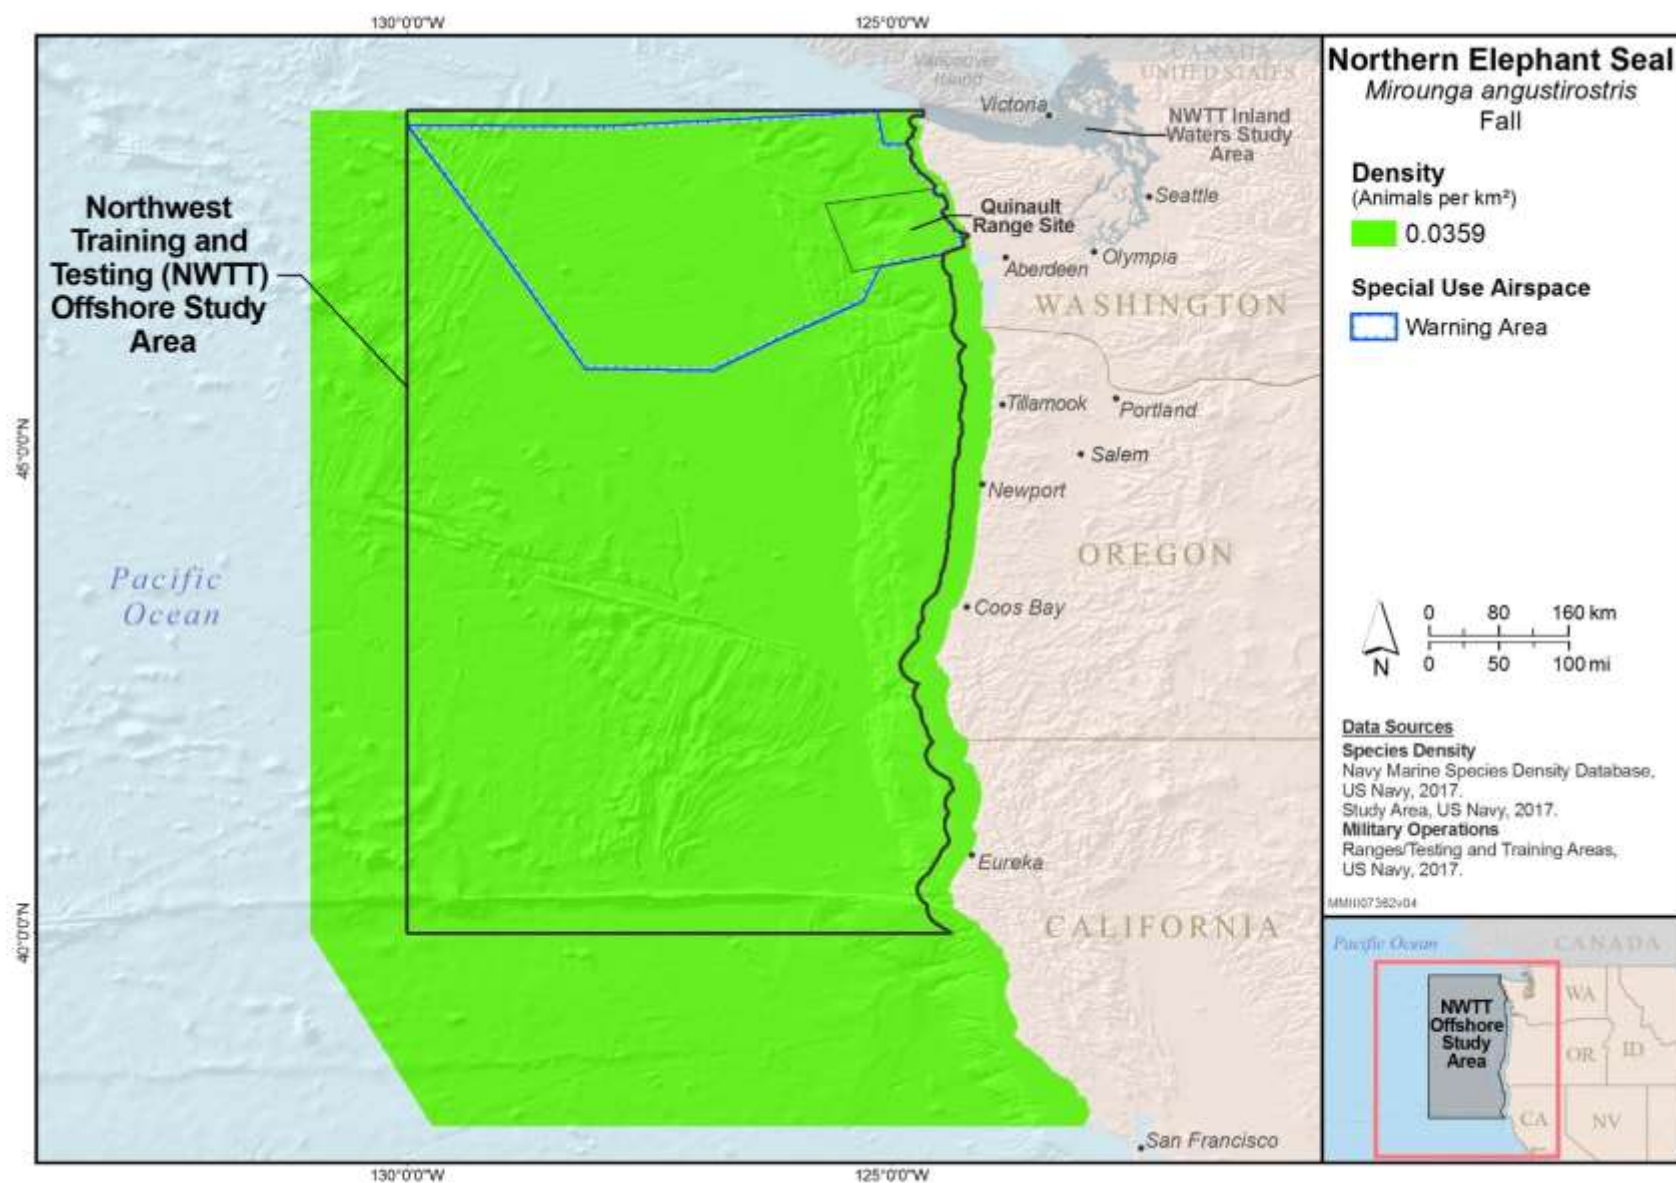 130°0'0"W
125°0'0"W
Northern Elephant Seal
Mirounga angustirostris
Fall
Density
(Animals per km²)
0.0359
Special Use Airspace
Warning Area
Vancouver
Island
CANADA
UNITED STATES
Victoria
NWTT Inland
Waters Study
Area
Seattle
Northwest
Training and
Testing (NWTT)
Offshore Study
Area
Quinault
Range Site
Olympia
Aberdeen
WASHINGTON
Tillamook
Portland
45°0'0"N
Salem
Newport
OREGON
Pacific
Ocean
Coos Bay
0 80 160 km
0 50 100 mi
N
Data Sources
Species Density
Navy Marine Species Density Database,
US Navy, 2017.
Study Area, US Navy, 2017.
Military Operations
Ranges/Testing and Training Areas,
US Navy, 2017.
MMIII07362v04
Eureka
40°0'0"N
CALIFORNIA
San Francisco
Pacific Ocean
CANADA
NWTT
Offshore
Study
Area
WA
OR
ID
CA
NV
130°0'0"W
125°0'0"W